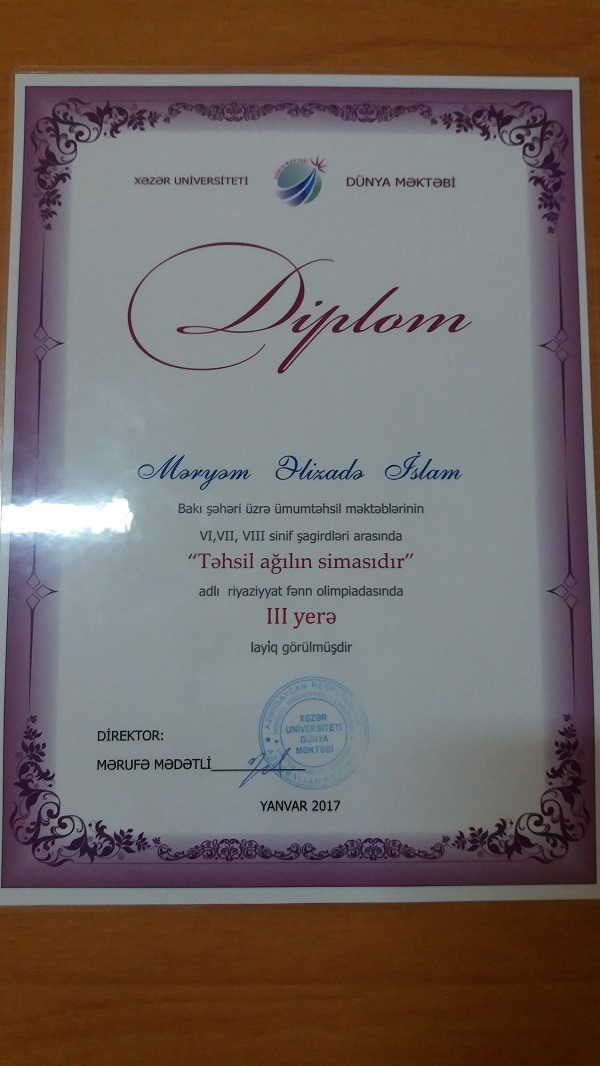 XƏZƏR UNİVERSİTETİ
DÜNYA MƏKTƏBİ
Diplom
Məryəm Əlizadə İslam
Bakı şəhəri üzrə ümumtəhsil məktəblərinin
VI,VII, VIII sinif şagirdləri arasında
“Təhsil ağılın simasıdır”
adlı riyaziyyat fənn olimpiadasında
III yerə
layiq görülmüşdir
XƏZƏR
UNİVERSİTETİ
DÜNYA
MƏKTƏBİ
DİREKTOR:
MƏRUFƏ MƏDƏTLİ
YANVAR 2017